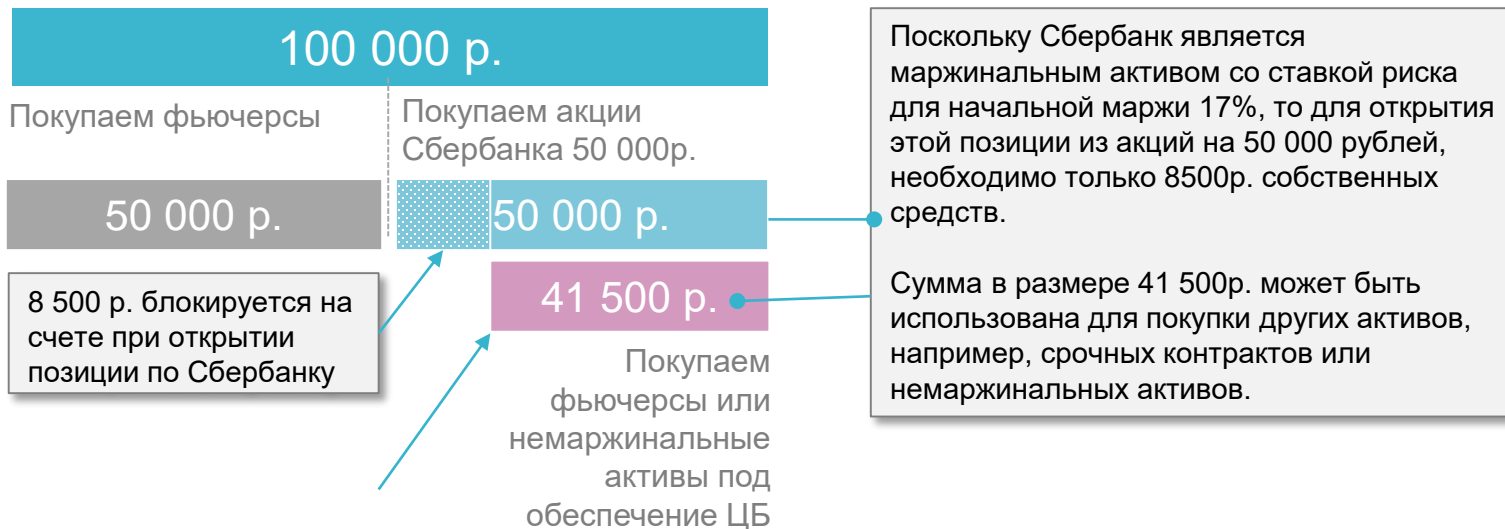 100 000 р.
Покупаем фьючерсы
Покупаем акции
Сбербанка 50 000р.
50 000 р.
50 000 р.
8 500 р. блокируется на
счете при открытии
позиции по Сбербанку
41 500 р.
Покупаем
фьючерсы или
немаржинальные
активы под
обеспечение ЦБ
Поскольку Сбербанк является
маржинальным активом со ставкой риска
для начальной маржи 17%, то для открытия
этой позиции из акций на 50 000 рублей,
необходимо только 8500р. собственных
средств.
Сумма в размере 41 500р. может быть
использована для покупки других активов,
например, срочных контрактов или
немаржинальных активов.